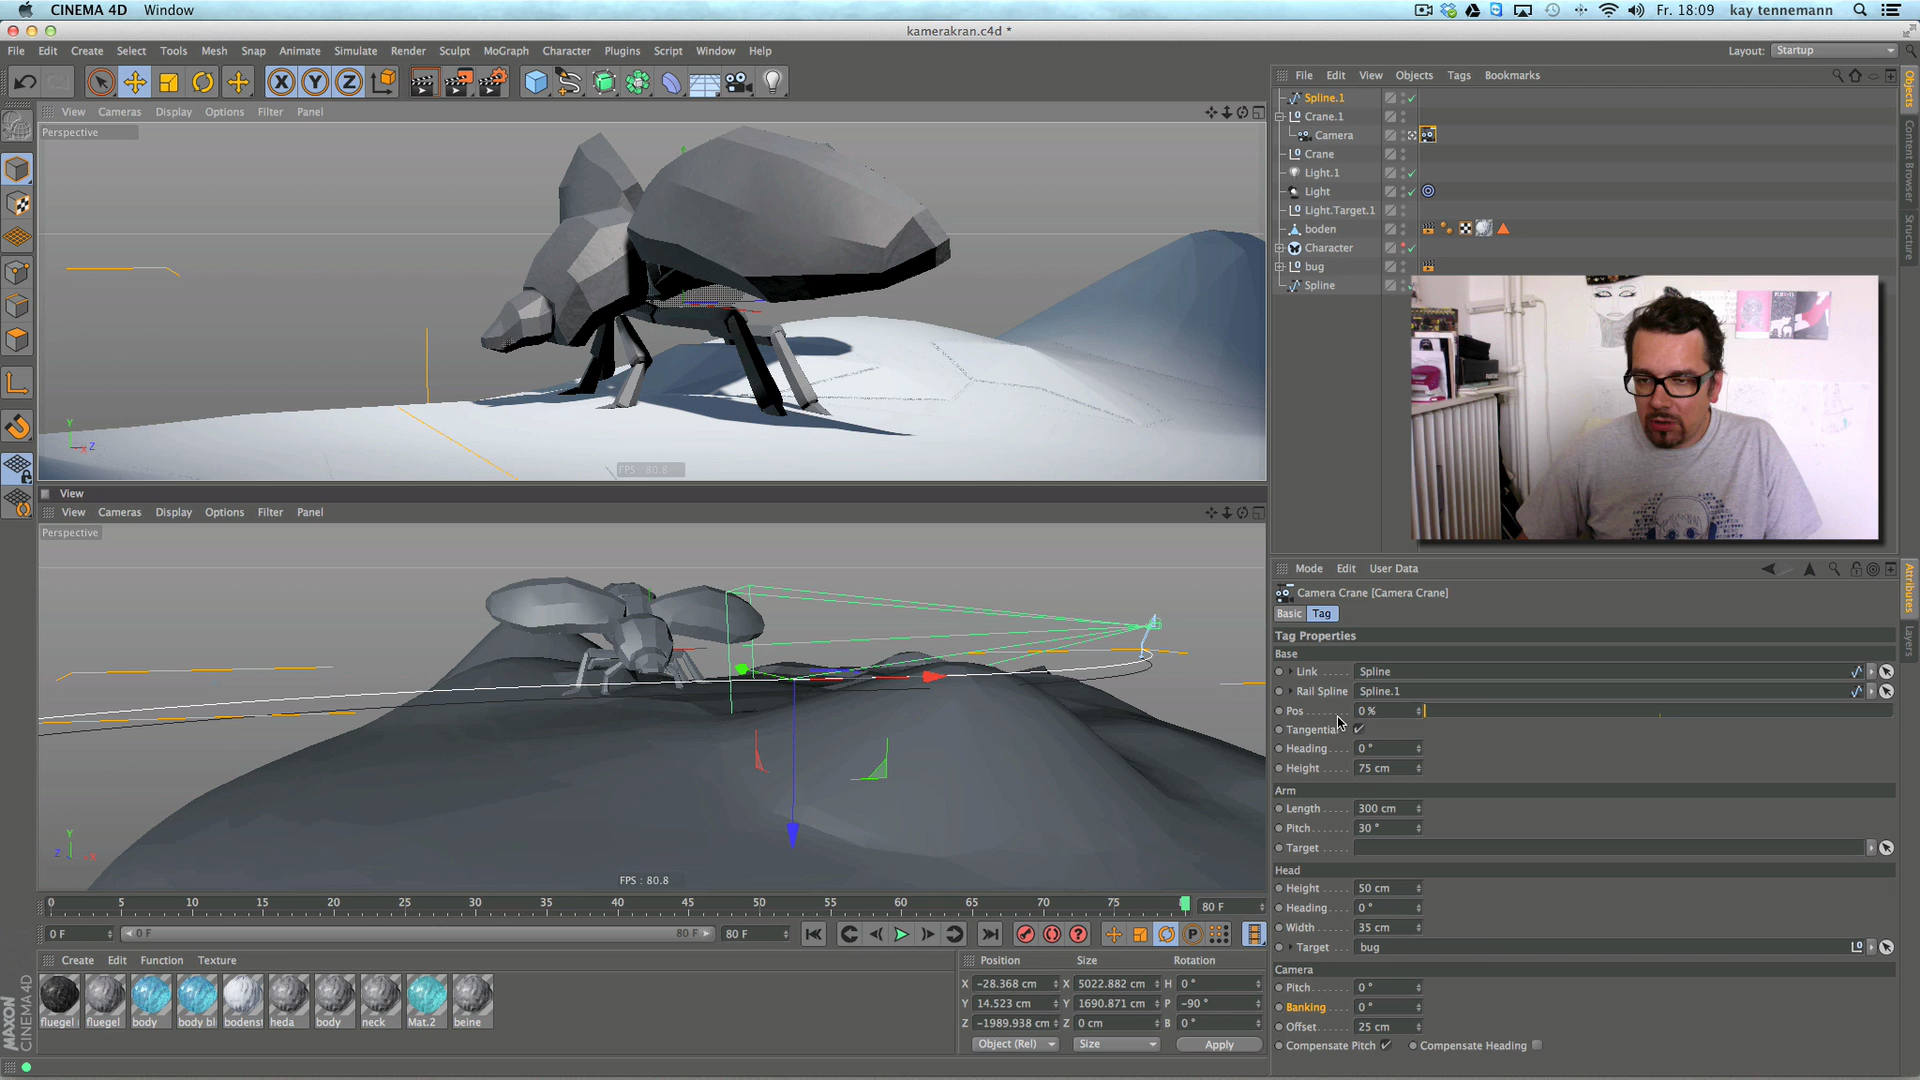 CINEMA 4D Window Fr. 18:09 kay tennemann
kamerakran.c4d *
File Edit Create Select Tools Mesh Snap Animate Simulate Render Sculpt MoGraph Character Plugins Script Window Help Layout: Startup
File Edit View Objects Tags Bookmarks
View Cameras Display Options Filter Panel
Perspective
Spline.1
Crane.1
Camera
Crane
Light.1
Light
Light.Target.1
boden
Character
bug
Spline
Objects
Content Browser
Structure
Y
X Z
FPS : 80.8
View
View Cameras Display Options Filter Panel
Perspective
Y
Z X
FPS : 80.8
Mode Edit User Data
Camera Crane [Camera Crane]
Basic Tag
Tag Properties
Base
Link Spline
Rail Spline Spline.1
Pos 0 %
Tangential
Heading 0 °
Height 75 cm
Arm
Length 300 cm
Pitch 30 °
Target
Head
Height 50 cm
Heading 0 °
Width 35 cm
Target bug
Camera
Pitch 0 °
Banking 0 °
Offset 25 cm
Compensate Pitch Compensate Heading
Attributes
Layers
0 5 10 15 20 25 30 35 40 45 50 55 60 65 70 75 80 F
0 F 0 F 80 F 80 F
Create Edit Function Texture
fluegel fluegel body body bl bodenst heda body neck Mat.2 beine
Position Size Rotation
X -28.368 cm X 5022.882 cm H 0 °
Y 14.523 cm Y 1690.871 cm P -90 °
Z -1989.938 cm Z 0 cm B 0 °
Object (Rel) Size Apply
MAXON
CINEMA 4D